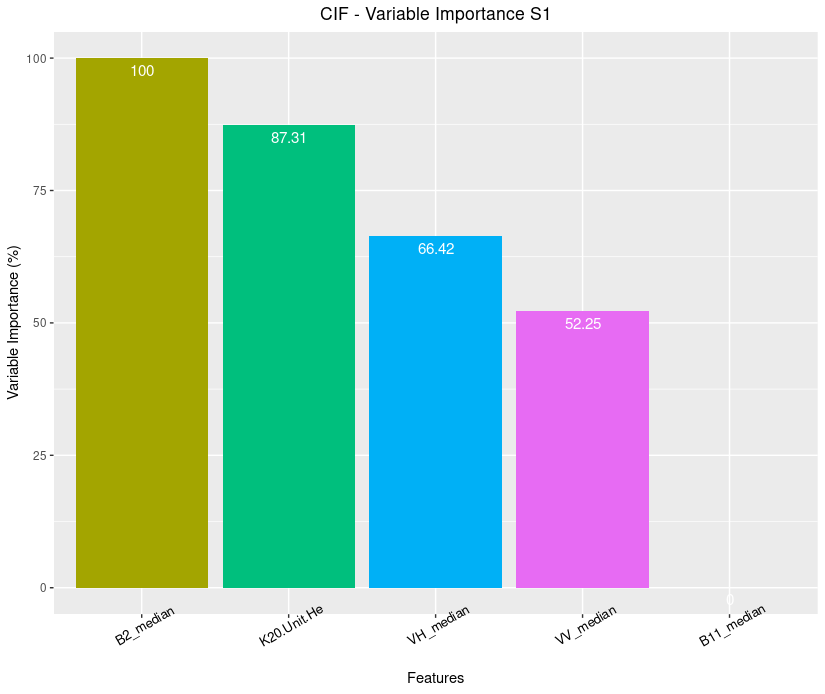 CIF - Variable Importance S1
Variable Importance (%)
100
75
50
25
0
100
87.31
66.42
52.25
0
B2_median
K20.Unit.He
VH_median
VV_median
B11_median
Features